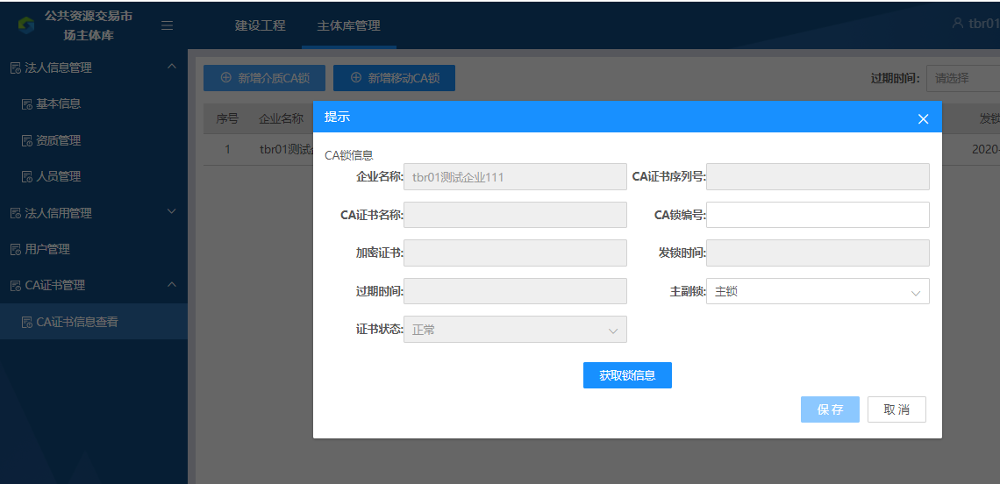 公共资源交易市
场主体库
建设工程
主体库管理
tbr01
法人信息管理
基本信息
资质管理
人员管理
法人信用管理
用户管理
CA证书管理
CA证书信息查看
新增介质CA锁
新增移动CA锁
过期时间:
请选择
序号
企业名称
发锁
1
tbr01测试
2020-
提示
CA锁信息
企业名称:
tbr01测试企业111
CA证书序列号:
CA证书名称:
CA锁编号:
加密证书:
发锁时间:
过期时间:
主副锁:
主锁
证书状态:
正常
获取锁信息
保存
取消